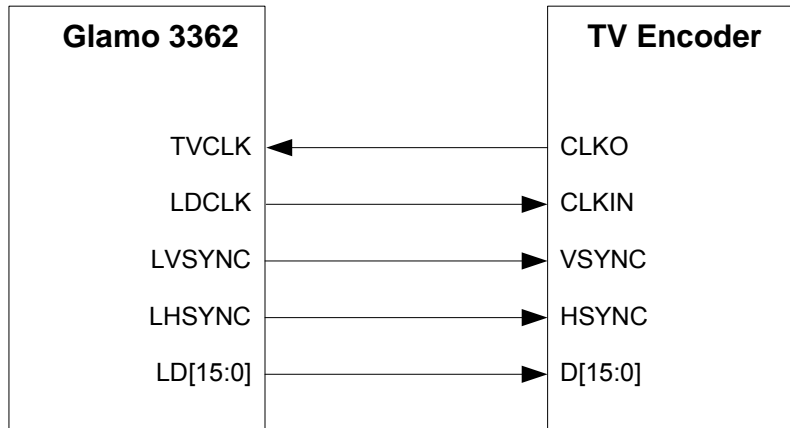 Glamo 3362 TV Encoder
TVCLK CLKO
LDCLK CLKIN
LVSYNC VSYNC
LHSYNC HSYNC
LD[15:0] D[15:0]